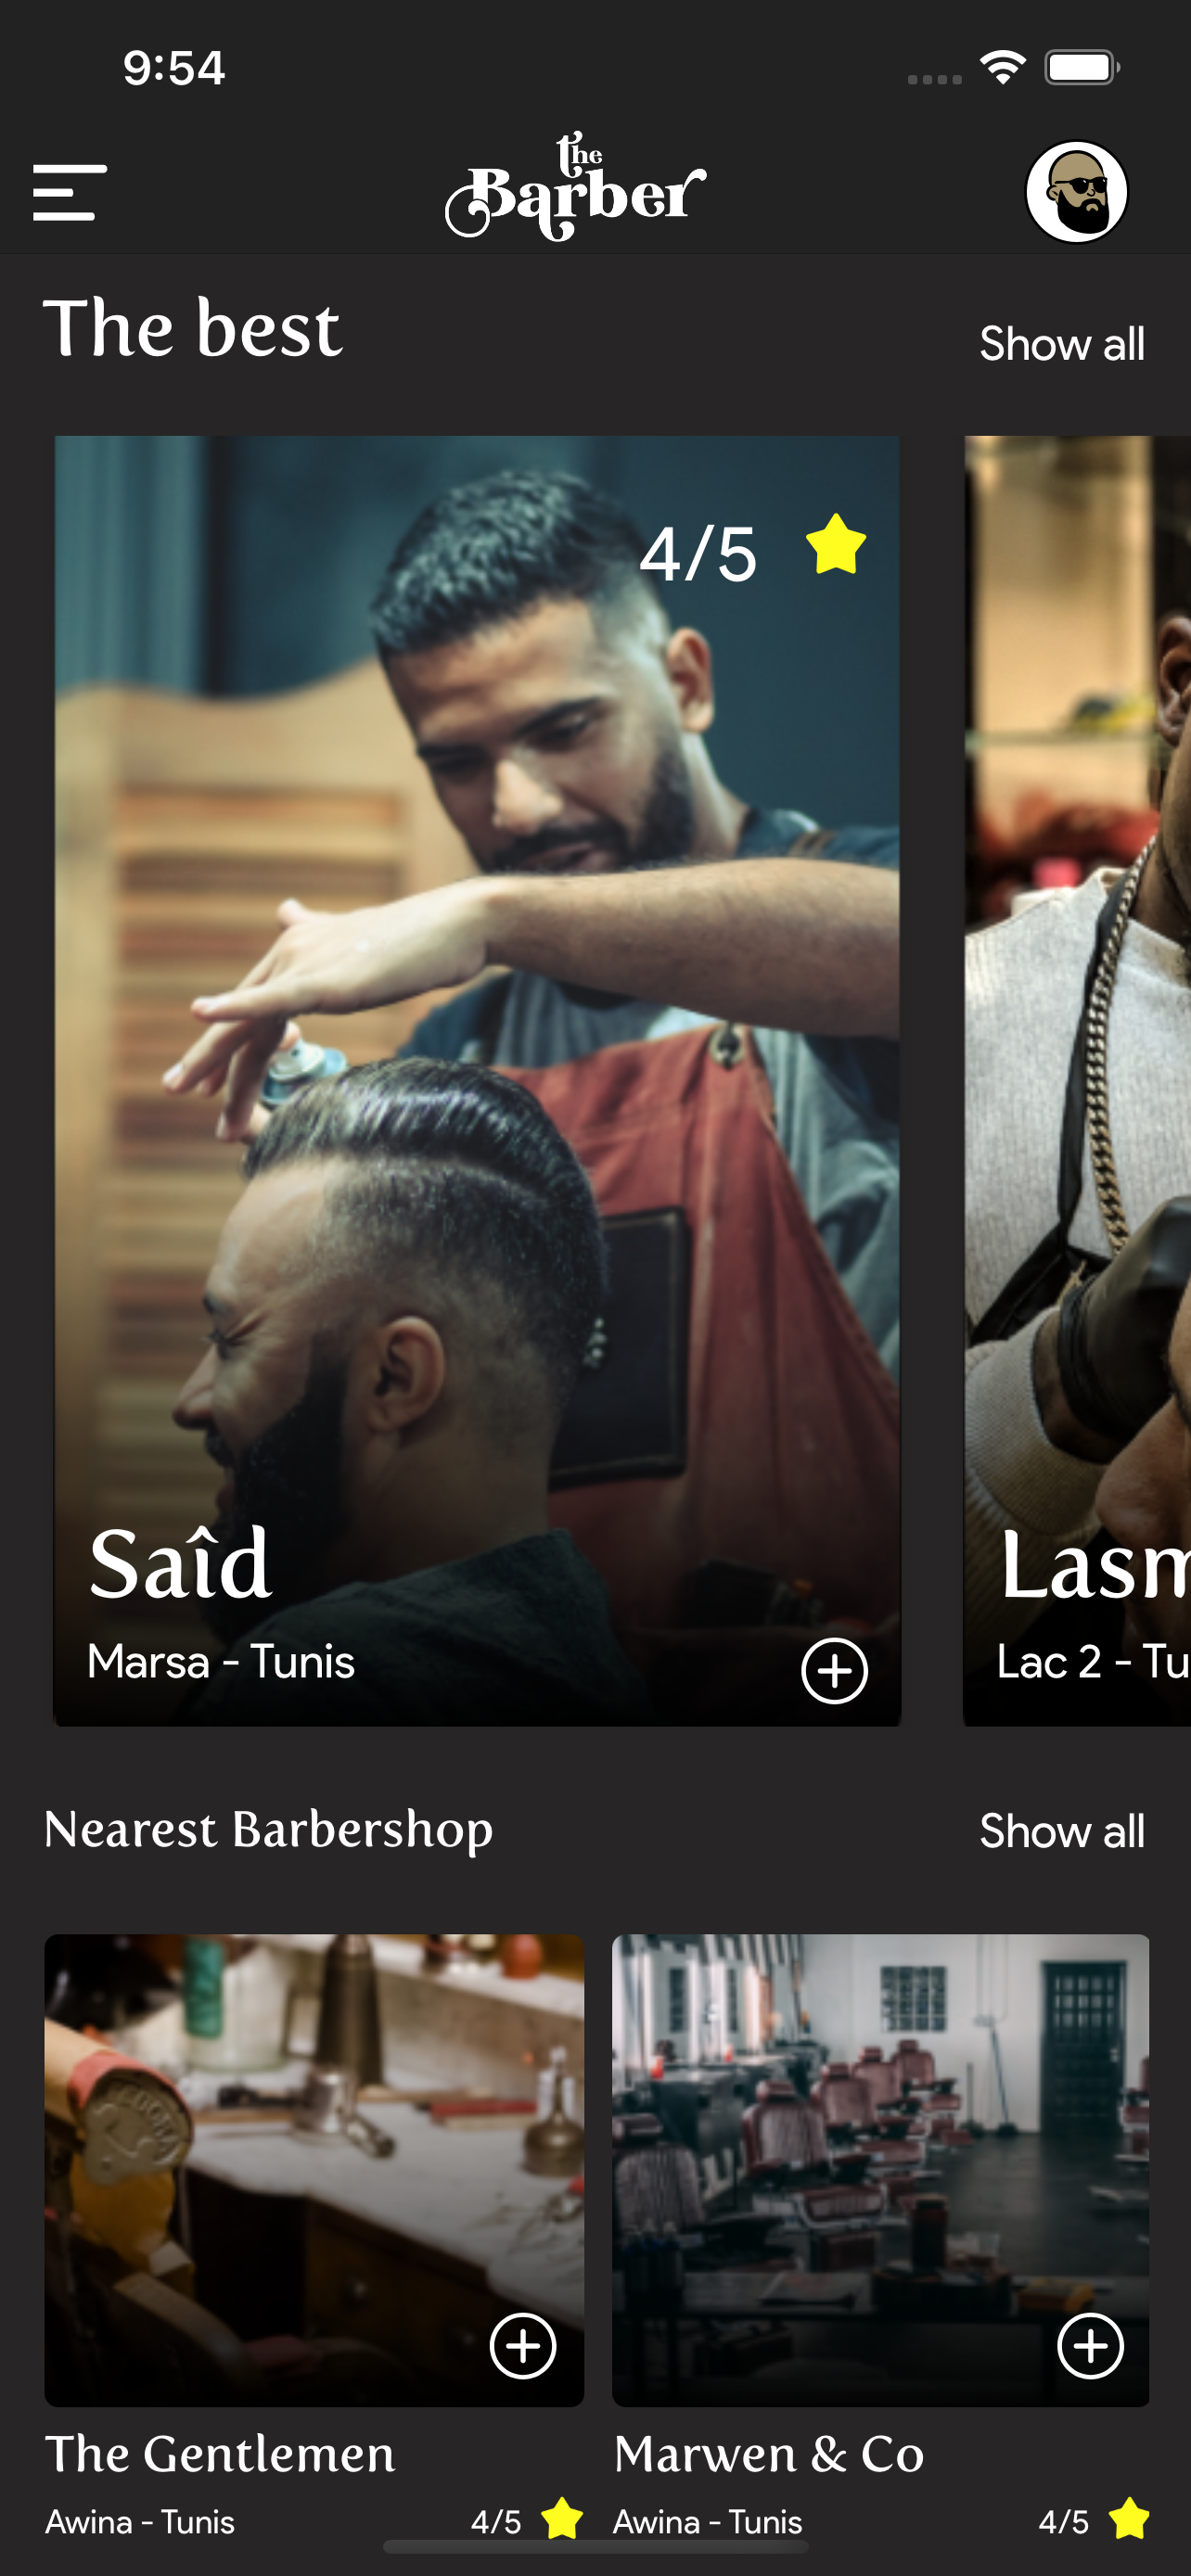 9:54
the
Barber
The best
Show all
4/5
Saîd
Marsa - Tunis
Lasm
Lac 2 - Tu
Nearest Barbershop
Show all
The Gentlemen
Marwen & Co
Awina - Tunis 4/5
Awina - Tunis 4/5